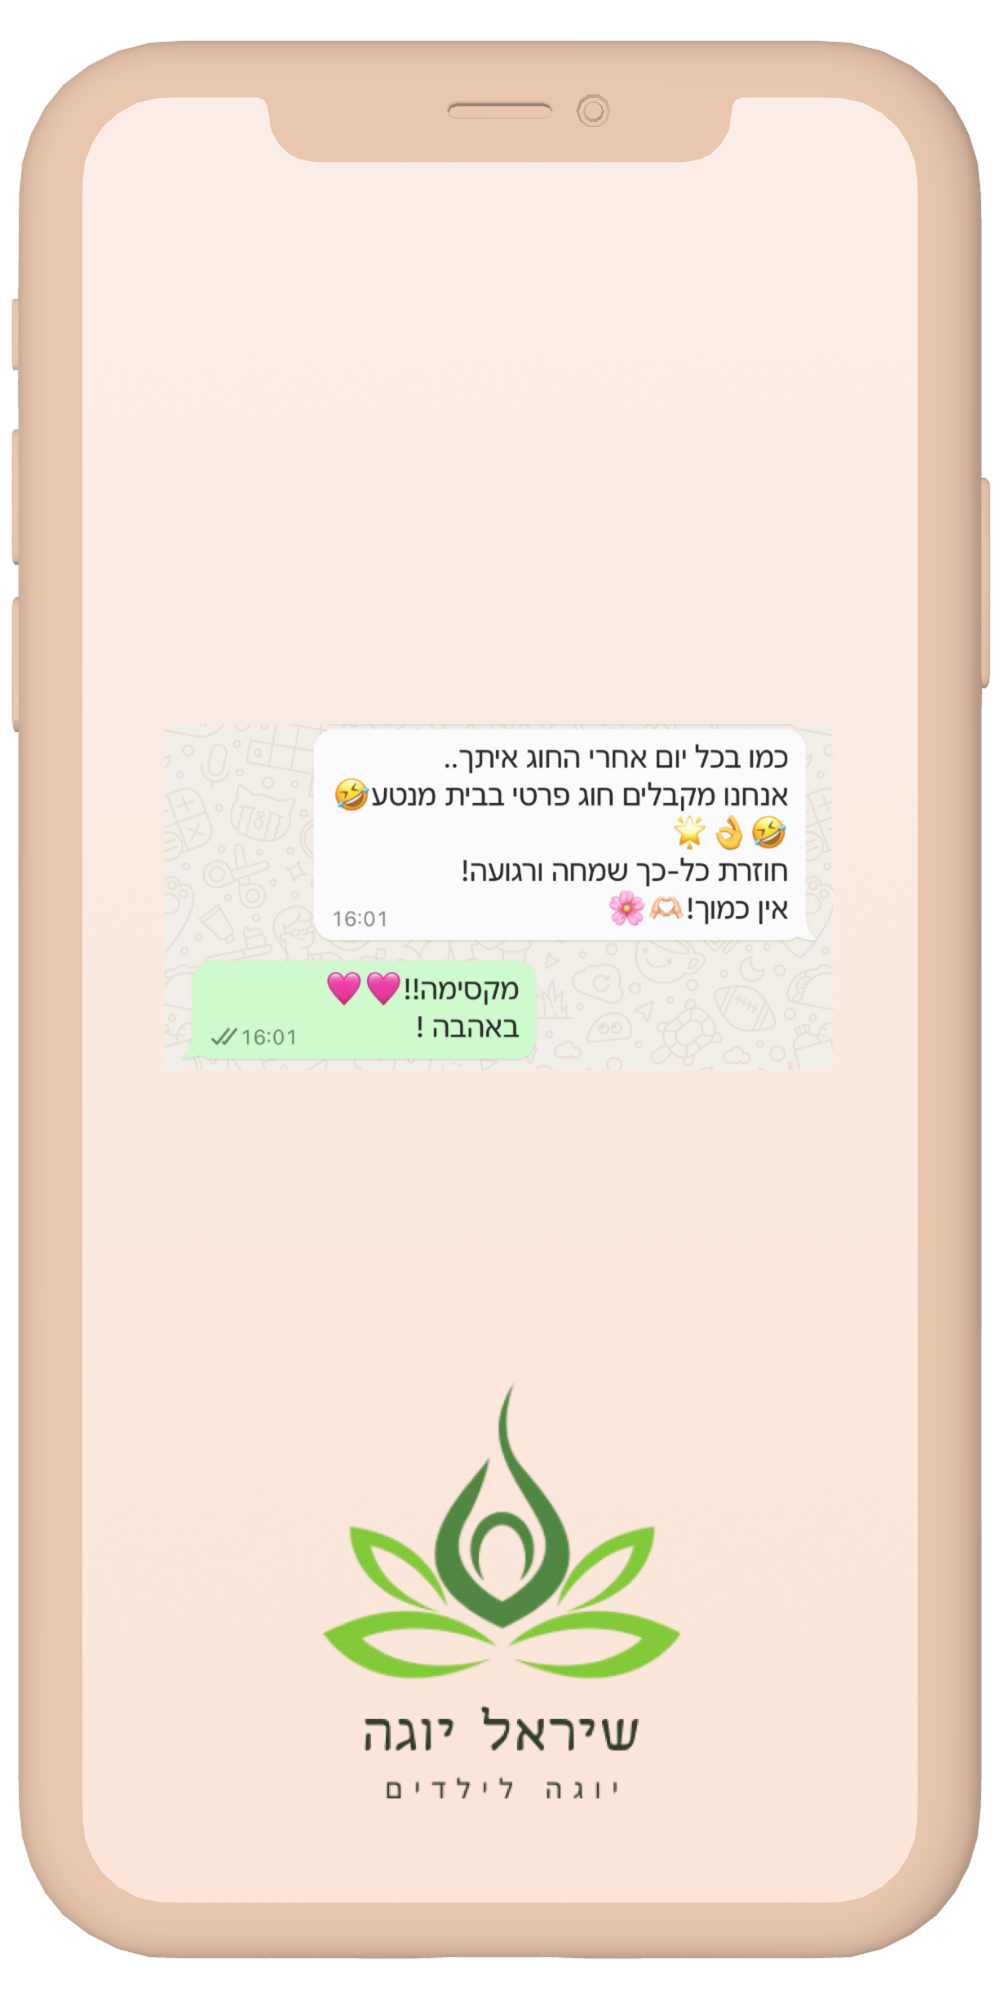 כמו בכל יום אחרי החוג איתך..
אנחנו מקבלים חוג פרטי בבית מנטע🤣
🤣👌🌟
חוזרת כל-כך שמחה ורגועה!
אין כמוך!🫶🏻🌸
16:01
מקסימה!!🩷🩷
באהבה !
16:01
שיראל יוגה
יוגה לילדים